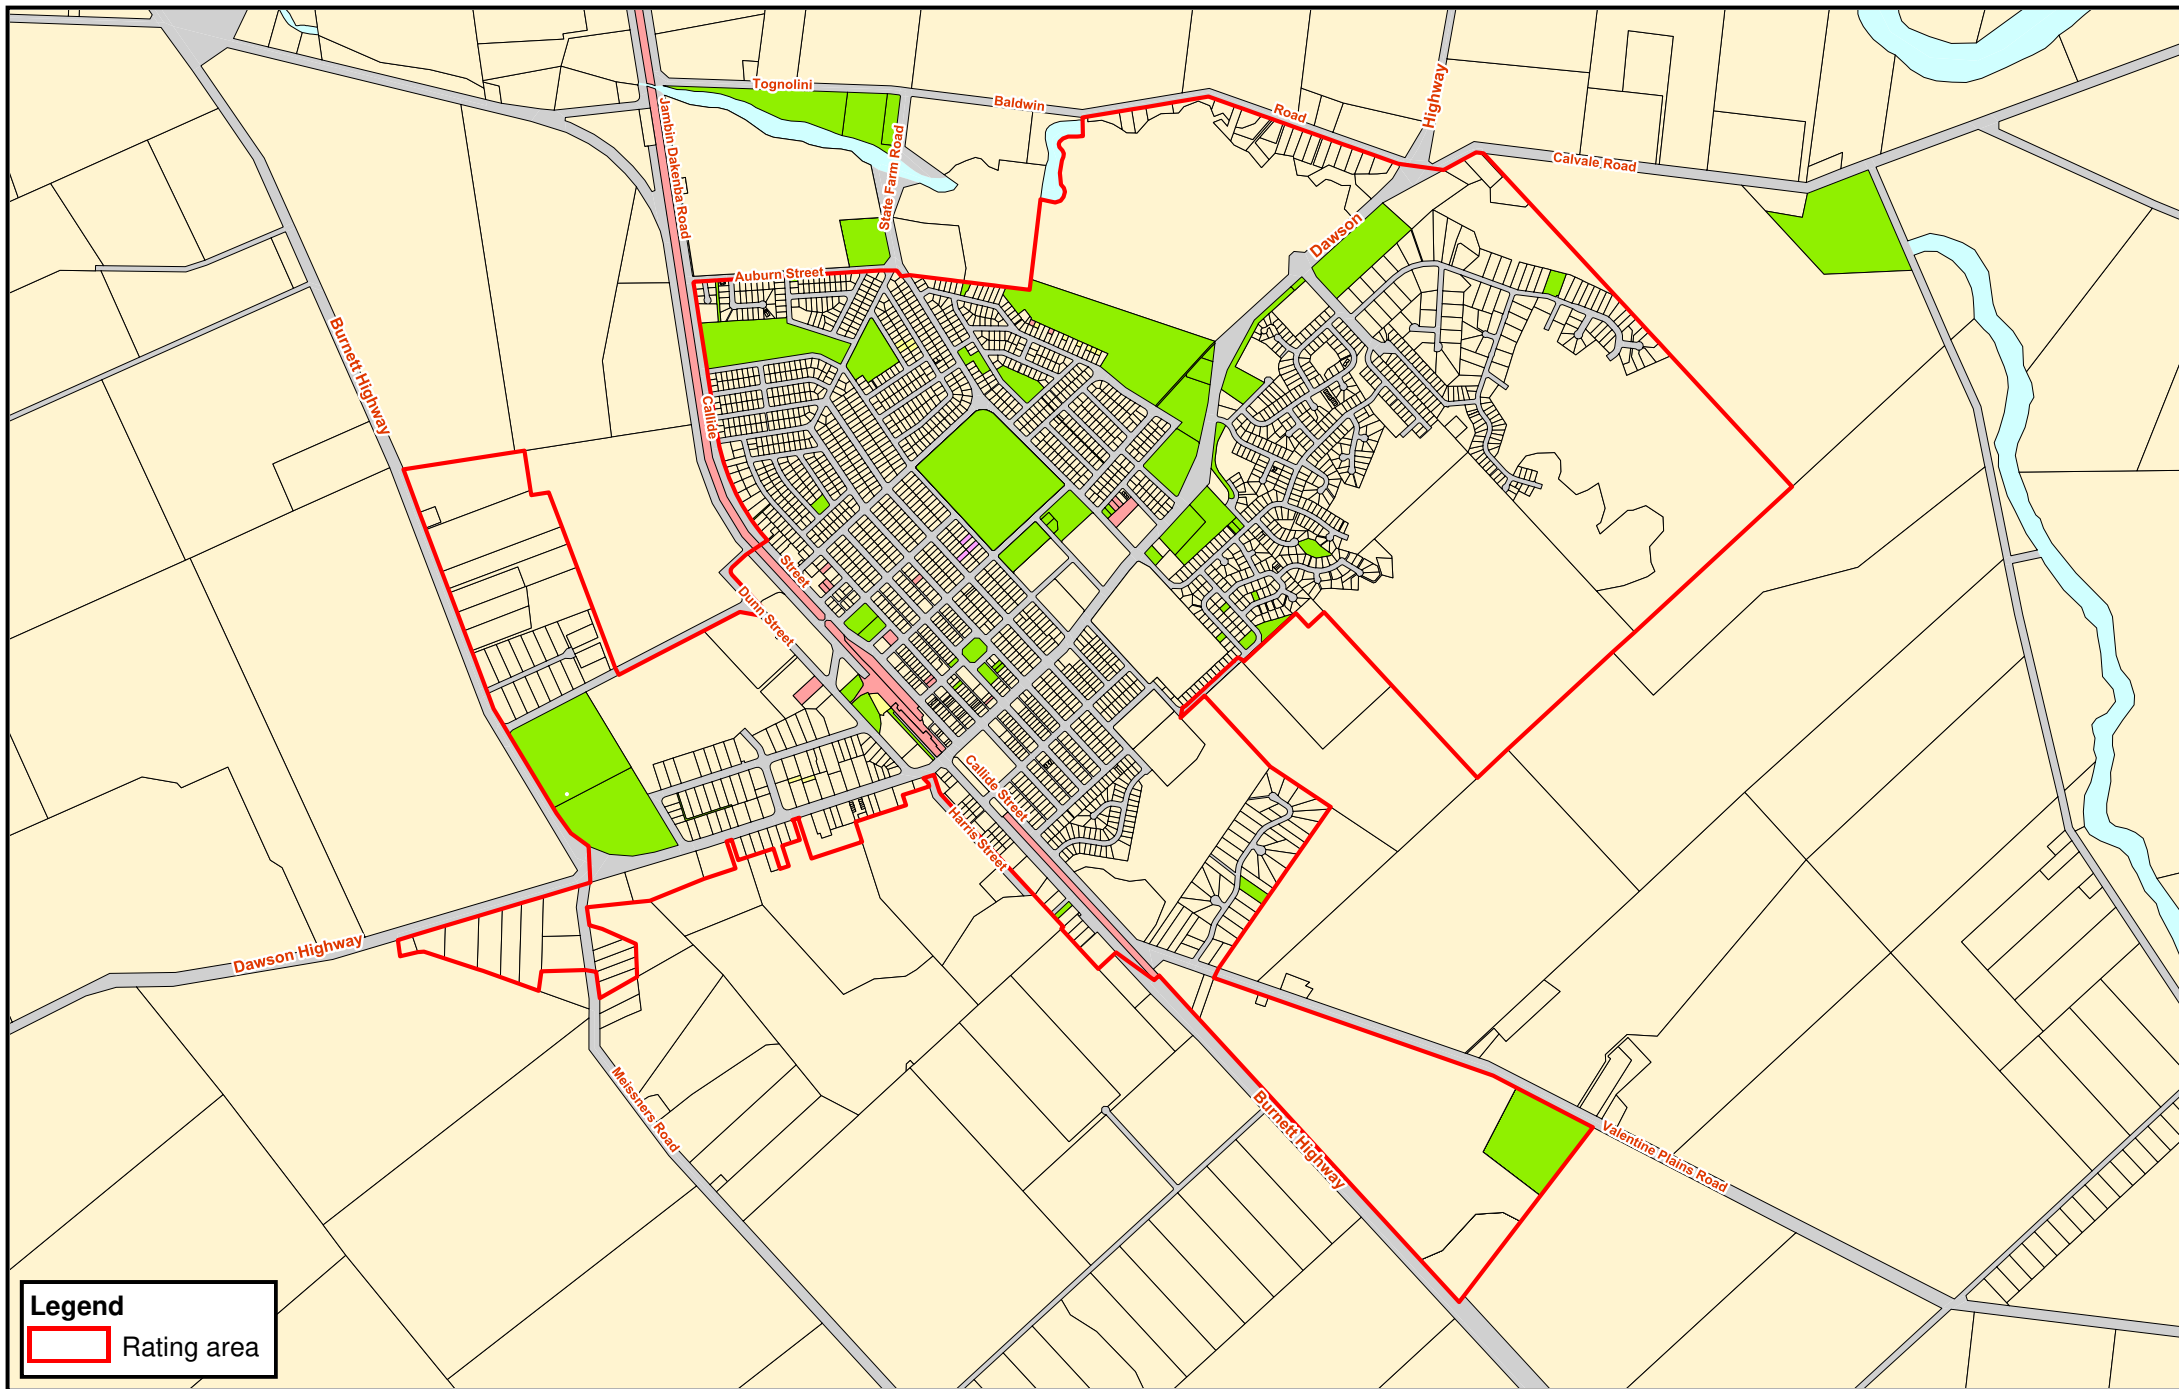 Tognolini
Baldwin
Road
Highway
Calvale Road
Jambin Dakenba Road
State Farm Road
Dawson
Auburn Street
Burnett Highway
Callide
Street
Dunn Street
Callide Street
Harris Street
Dawson Highway
Meissners Road
Burnett Highway
Valentine Plains Road
Legend
Rating area